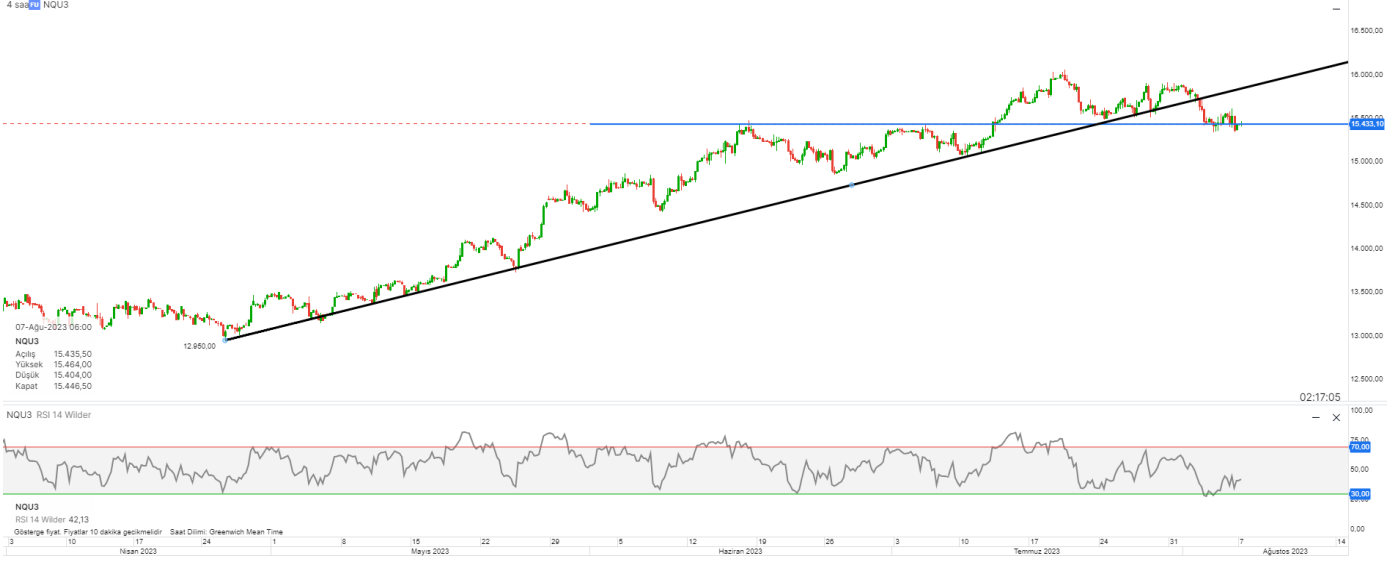 4 saa FU NQU3
16.500,00
16.000,00
15.500,00
15.433,10
15.000,00
14.500,00
14.000,00
13.500,00
13.000,00
12.500,00
12.950,00
07-Ağu-2023 06:00
NQU3
Açılış 15.435,50
Yüksek 15.464,00
Düşük 15.404,00
Kapat 15.446,50
02:17:05
NQU3 RSI 14 Wilder
100,00
75,00
70,00
50,00
30,00
25,00
0,00
NQU3
RSI 14 Wilder 42,13
Gösterge fiyat. Fiyatlar 10 dakika gecikmelidir Saat Dilimi: Greenwich Mean Time
3 10 17 24 1 8 15 22 29 5 12 19 26 3 10 17 24 31 7 14
Nisan 2023 Mayıs 2023 Haziran 2023 Temmuz 2023 Ağustos 2023